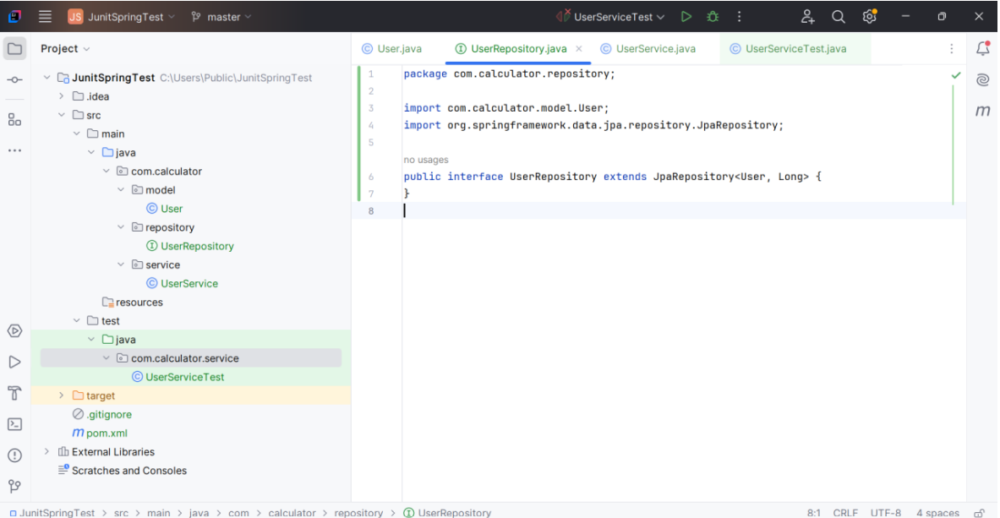 JS JunitSpringTest master UserServiceTest
Project
User.java UserRepository.java UserService.java UserServiceTest.java
JunitSpringTest C:\Users\Public\JunitSpringTest
.idea
src
main
java
com.calculator
model
User
repository
UserRepository
service
UserService
resources
test
java
com.calculator.service
UserServiceTest
target
.gitignore
pom.xml
External Libraries
Scratches and Consoles
1 package com.calculator.repository;
2
3 import com.calculator.model.User;
4 import org.springframework.data.jpa.repository.JpaRepository;
5
no usages
6 public interface UserRepository extends JpaRepository<User, Long> {
7 }
8
m
JunitSpringTest > src > main > java > com > calculator > repository > UserRepository 8:1 CRLF UTF-8 4 spaces